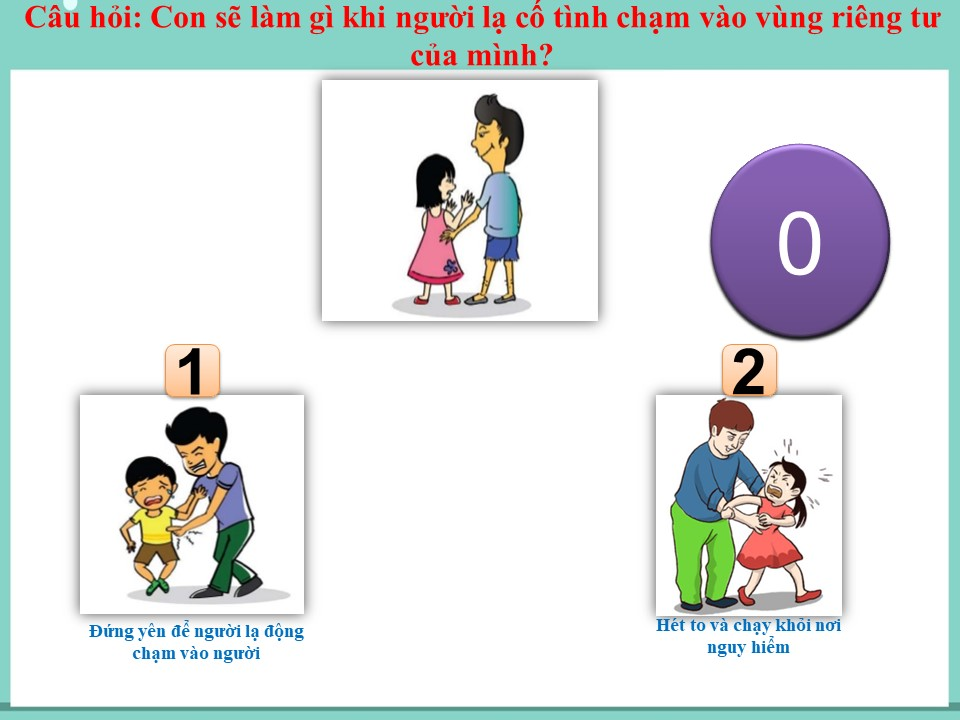 Câu hỏi: Con sẽ làm gì khi người lạ cố tình chạm vào vùng riêng tư
của mình?
0
1
2
Đứng yên để người lạ động
chạm vào người
Hét to và chạy khỏi nơi
nguy hiểm